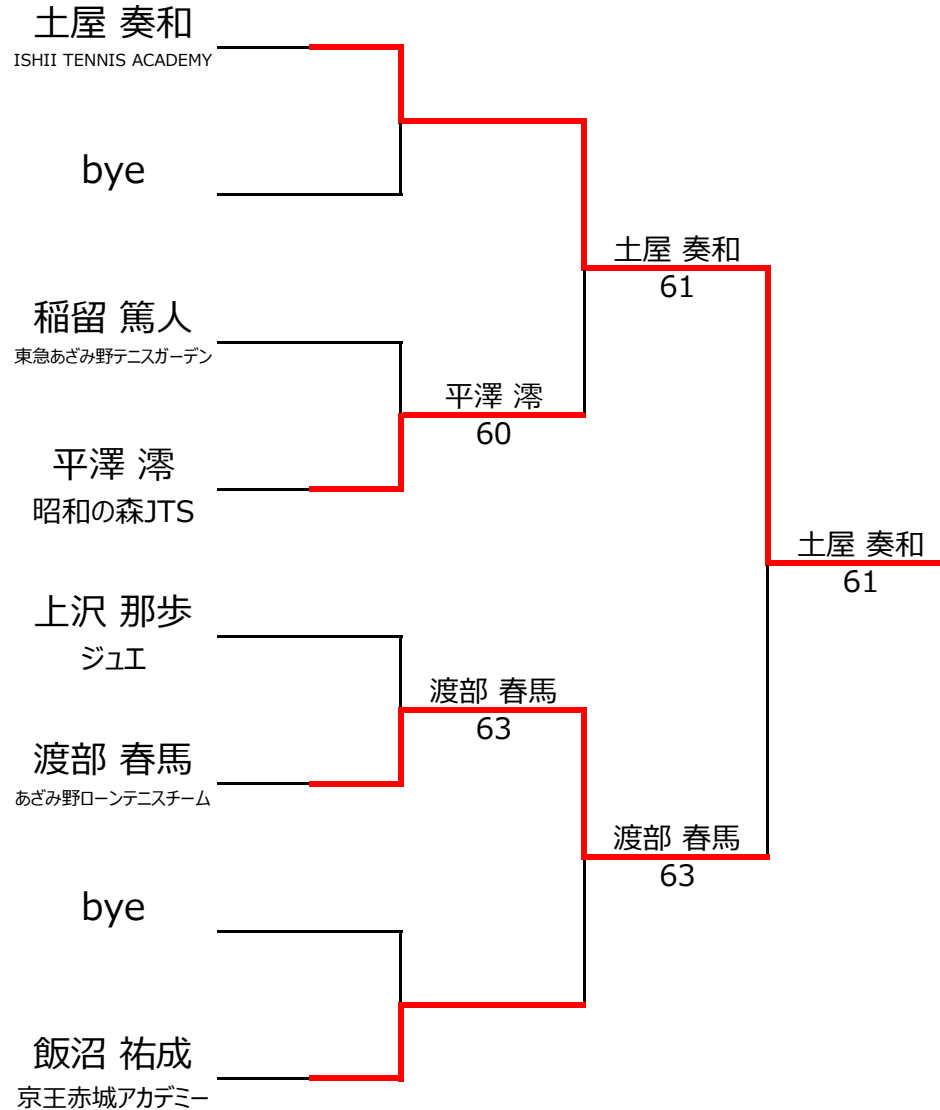 土屋 奏和
ISHII TENNIS ACADEMY
bye
稲留 篤人
東急あざみ野テニスガーデン
平澤 澪
昭和の森JTS
上沢 那歩
ジュエ
渡部 春馬
あざみ野ローンテニスチーム
bye
飯沼 祐成
京王赤城アカデミー
平澤 澪
60
渡部 春馬
63
土屋 奏和
61
渡部 春馬
63
土屋 奏和
61